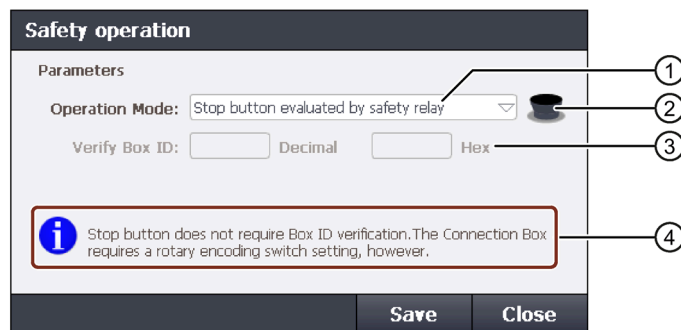 Safety operation
Parameters
1
Operation Mode: Stop button evaluated by safety relay
2
Verify Box ID: Decimal Hex
3
i Stop button does not require Box ID verification.The Connection Box
requires a rotary encoding switch setting, however.
4
Save Close